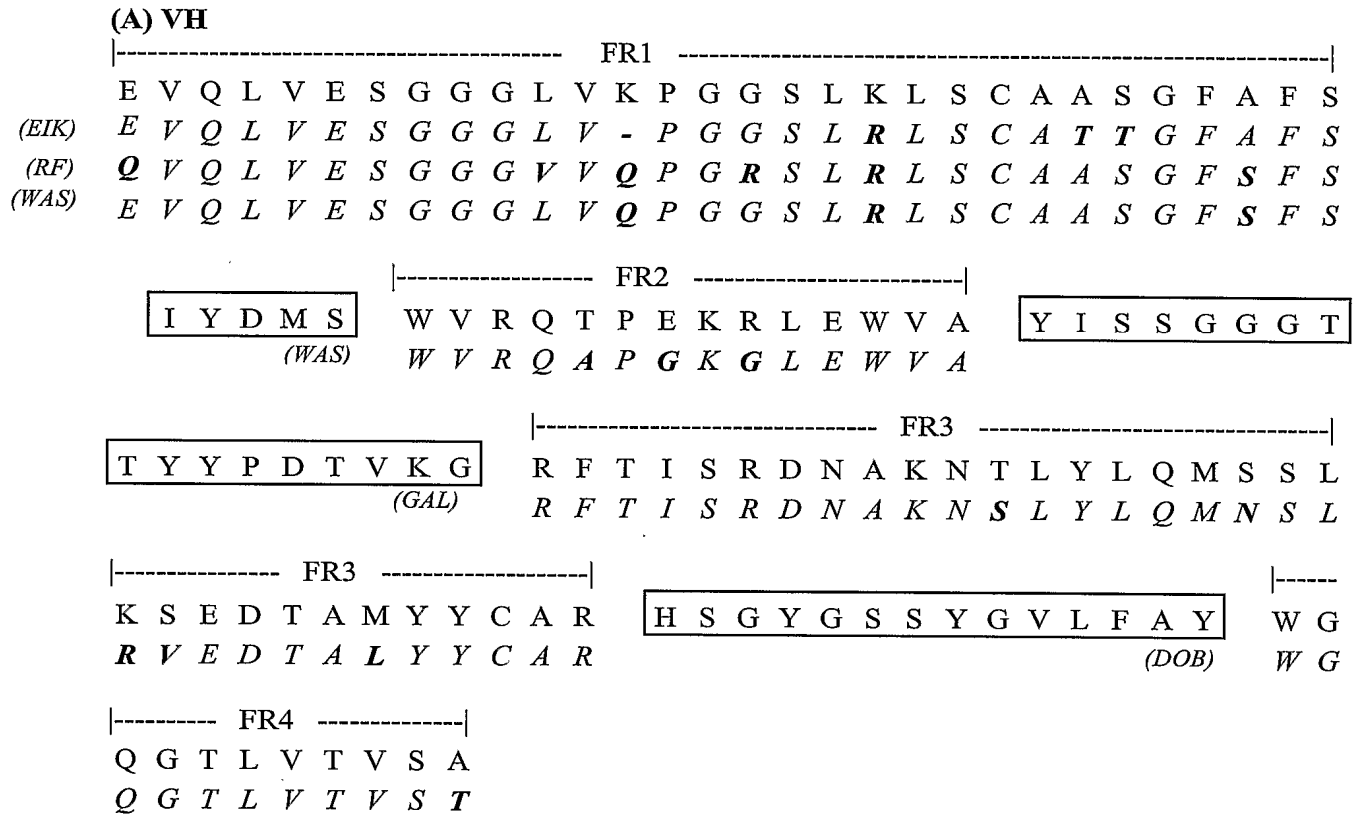 (A) VH
|---------------------------------- FR1 ----------------------------------------------------|
E V Q L V E S G G G L V K P G G S L K L S C A A S G F A F S
(EIK) E V Q L V E S G G G L V - P G G S L R L S C A T T G F A F S
(RF) Q V Q L V E S G G G V V Q P G R S L R L S C A A S G F S F S
(WAS) E V Q L V E S G G G L V Q P G G S L R L S C A A S G F S F S
|------------------ FR2 -------------------------|
I Y D M S W V R Q T P E K R L E W V A Y I S S G G G T
(WAS) W V R Q A P G K G L E W V A
|------------------------------- FR3 --------------------------------|
T Y Y P D T V K G R F T I S R D N A K N T L Y L Q M S S L
(GAL) R F T I S R D N A K N S L Y L Q M N S L
|--------------- FR3 -------------------|
K S E D T A M Y Y C A R H S G Y G S S Y G V L F A Y W G
R V E D T A L Y Y C A R (DOB) W G
|------
|---------- FR4 --------------|
Q G T L V T V S A
Q G T L V T V S T